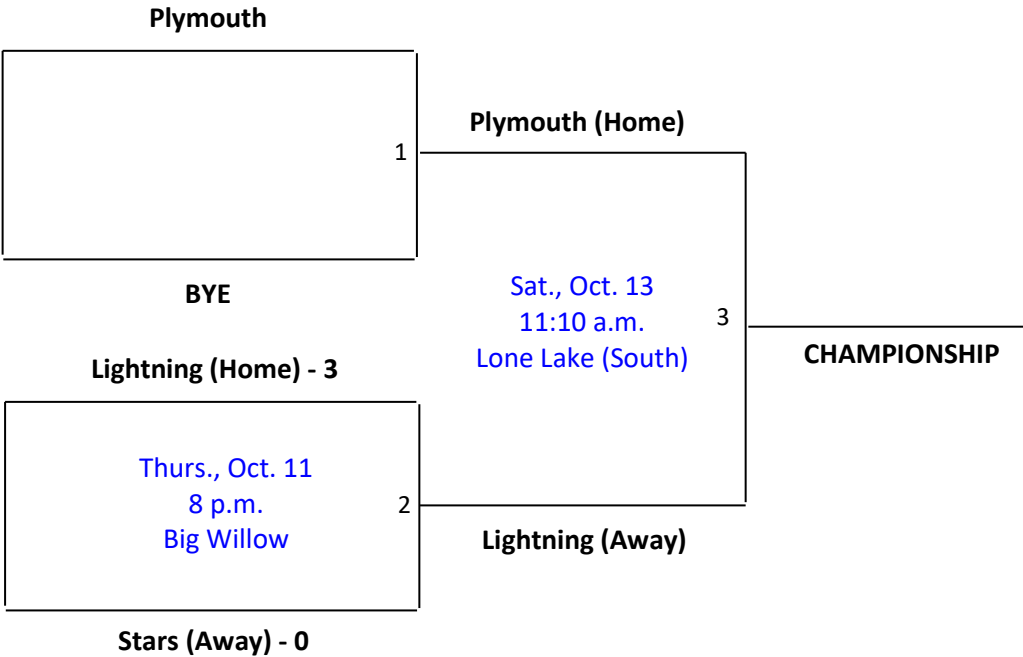 Plymouth
1
BYE
Plymouth (Home)
Sat., Oct. 13
11:10 a.m.
Lone Lake (South)
3
CHAMPIONSHIP
Lightning (Home) - 3
Thurs., Oct. 11
8 p.m.
Big Willow
2
Lightning (Away)
Stars (Away) - 0